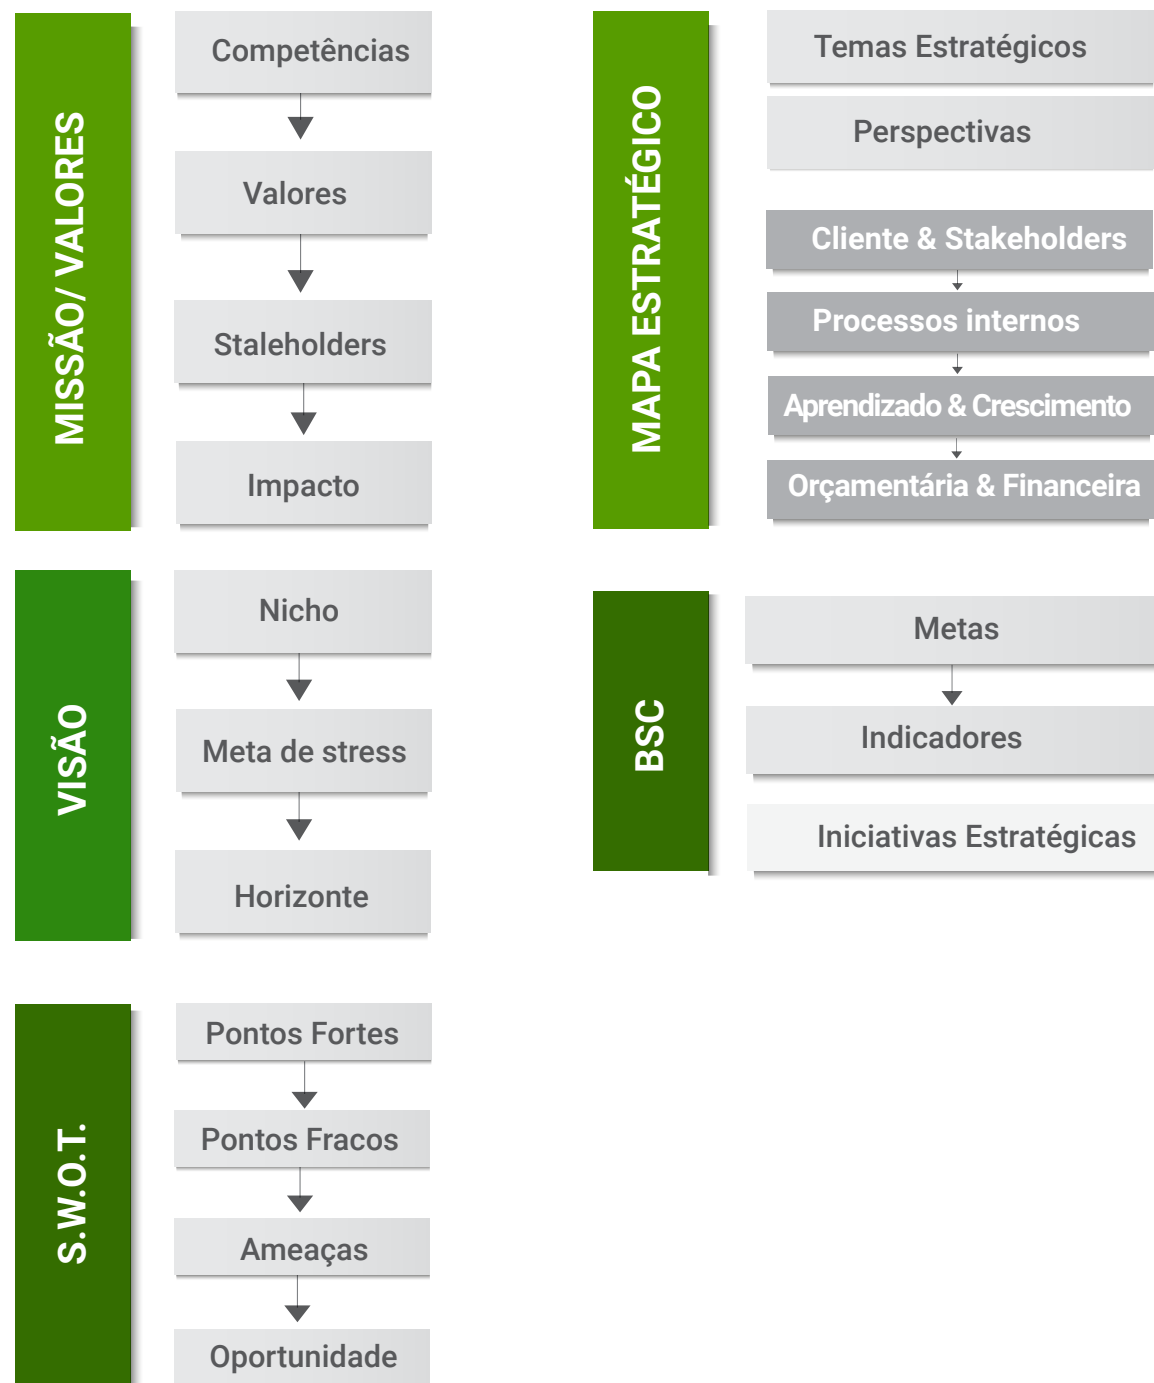 MISSÃO/ VALORES
Competências
Valores
Staleholders
Impacto
VISÃO
Nicho
Meta de stress
Horizonte
S.W.O.T.
Pontos Fortes
Pontos Fracos
Ameaças
Oportunidade
MAPA ESTRATÉGICO
Temas Estratégicos
Perspectivas
Cliente & Stakeholders
Processos internos
Aprendizado & Crescimento
Orçamentária & Financeira
BSC
Metas
Indicadores
Iniciativas Estratégicas